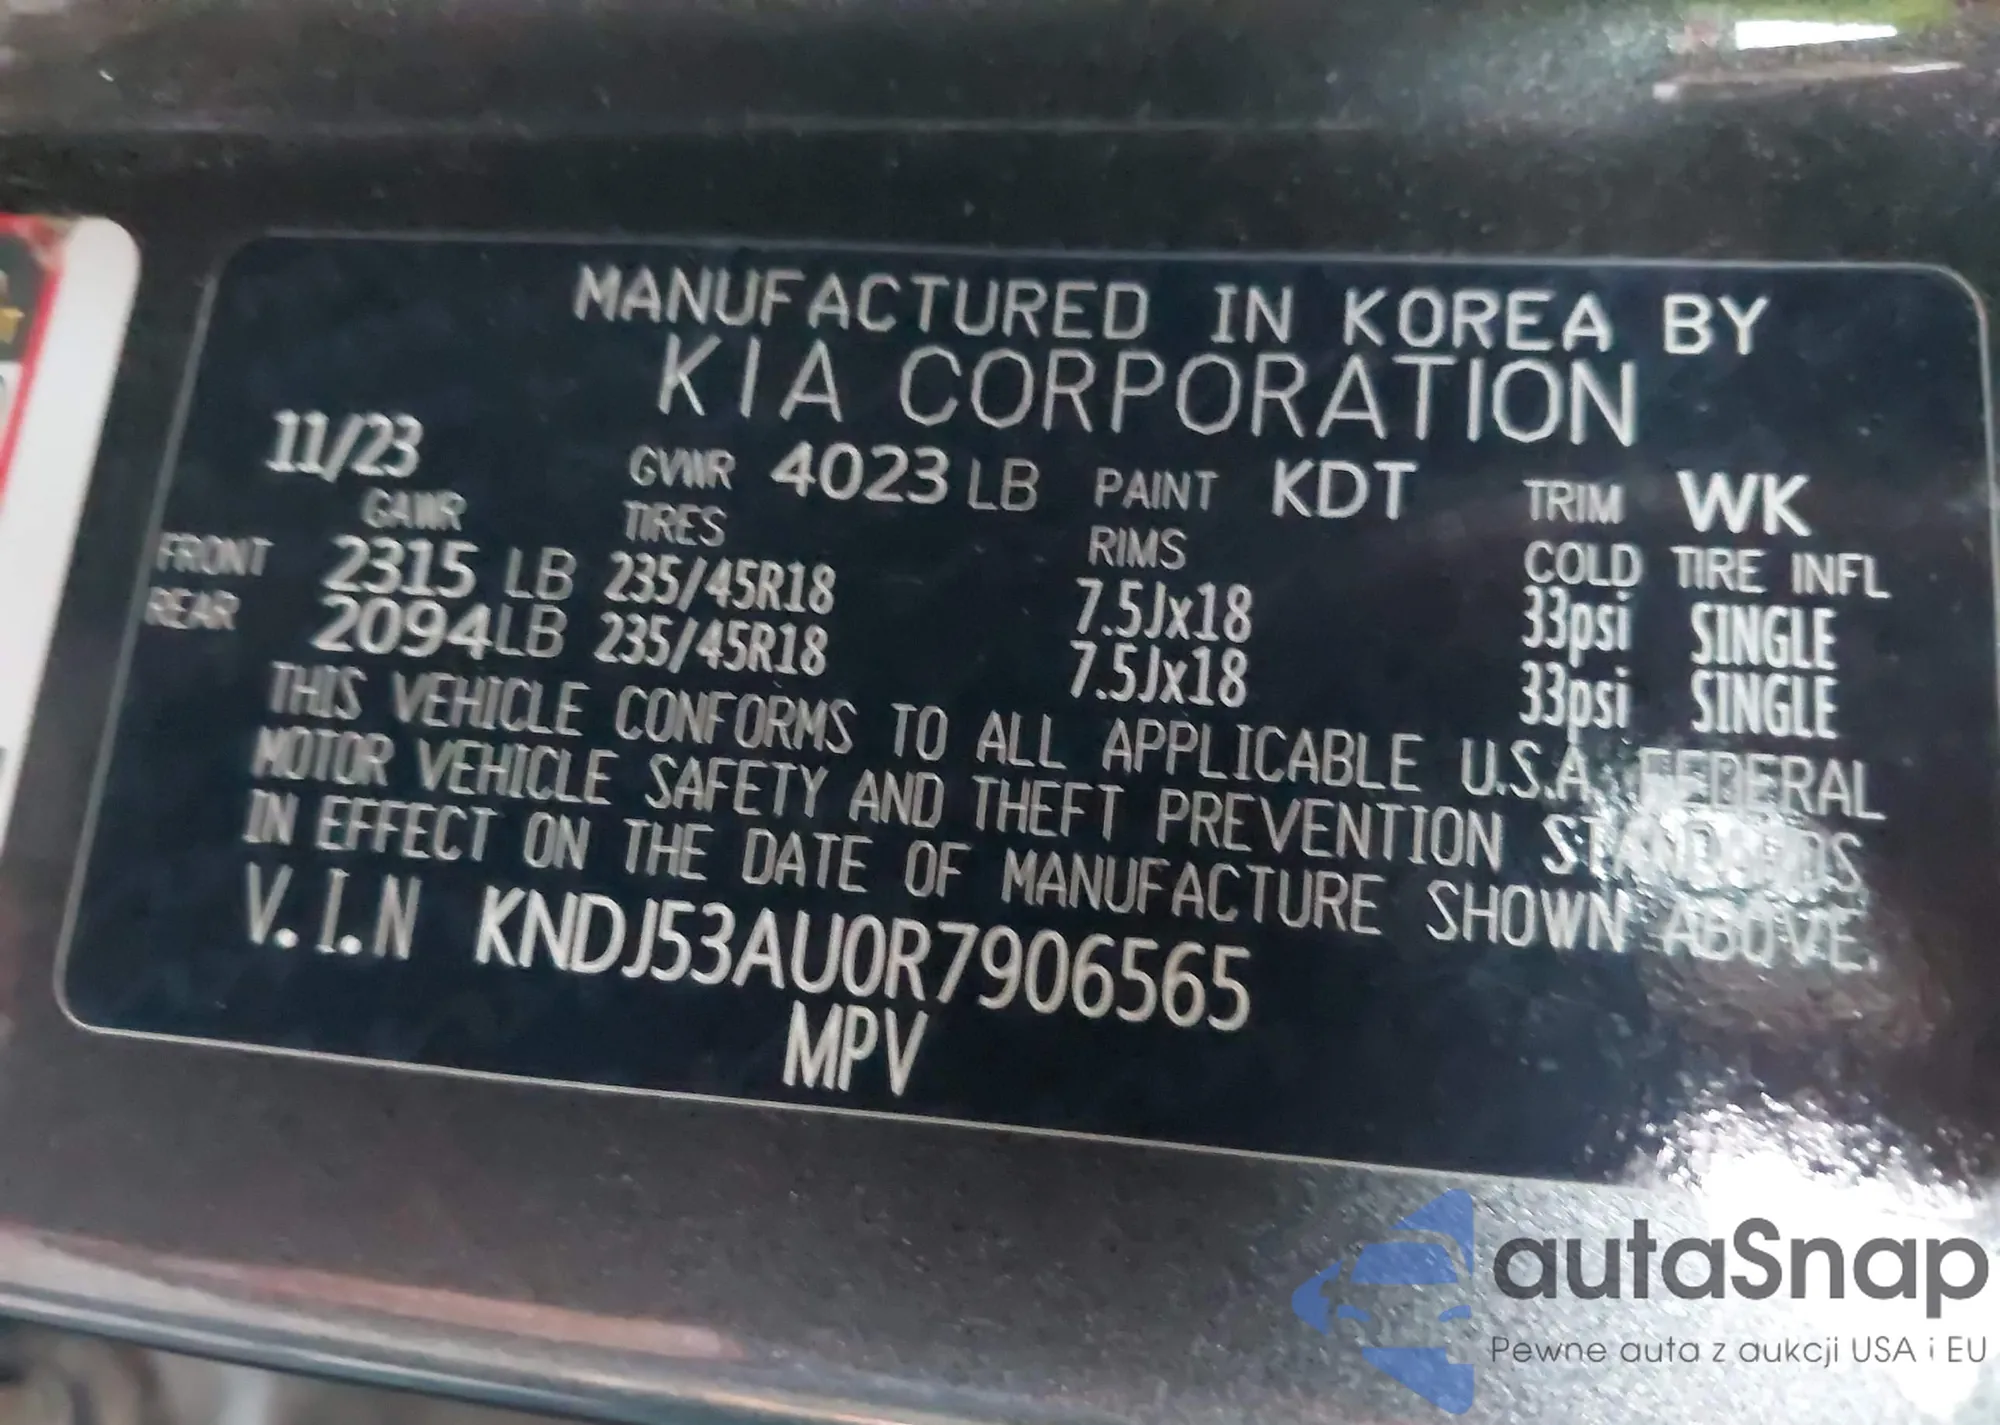 MANUFACTURED IN KOREA BY
KIA CORPORATION
11/23 GVWR 4023 LB PAINT KDT TRIM WK
GAWR TIRES RIMS COLD TIRE INFL
FRONT 2315 LB 235/45R18 7.5Jx18 33psi SINGLE
REAR 2094 LB 235/45R18 7.5Jx18 33psi SINGLE
THIS VEHICLE CONFORMS TO ALL APPLICABLE U.S.A. FEDERAL
MOTOR VEHICLE SAFETY AND THEFT PREVENTION STANDARDS
IN EFFECT ON THE DATE OF MANUFACTURE SHOWN ABOVE.
V.I.N KNDJ53AU0R7906565
MPV
autaSnap
Pewne auta z aukcji USA i EU